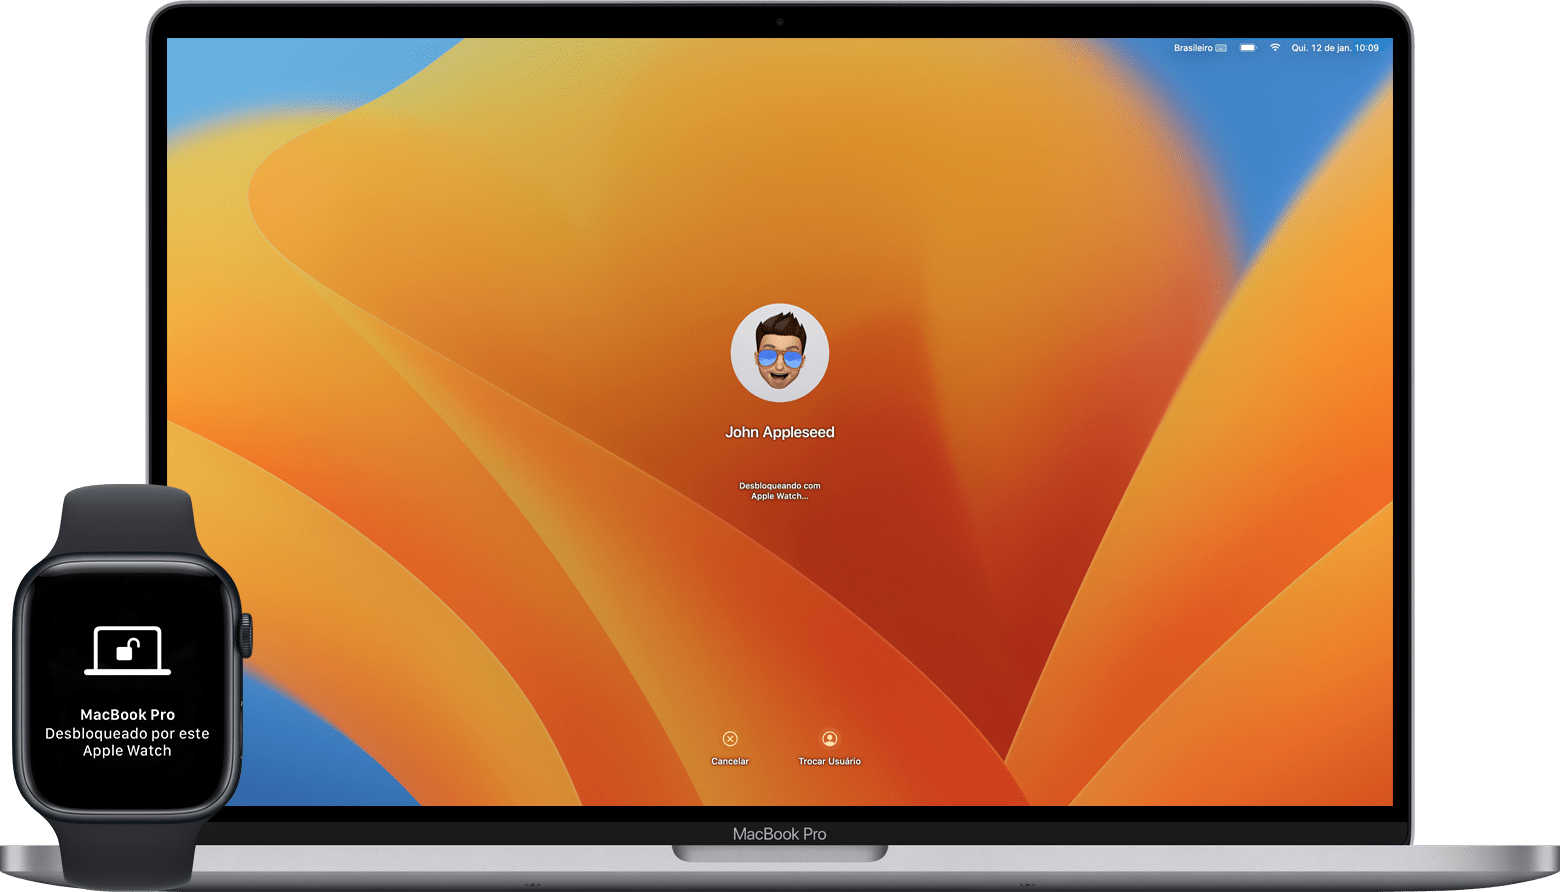 Brasileiro
Qui. 12 de jan. 10:09
John Appleseed
Desbloqueando com
Apple Watch...
Cancelar
Trocar Usuário
MacBook Pro
MacBook Pro
Desbloqueado por este
Apple Watch